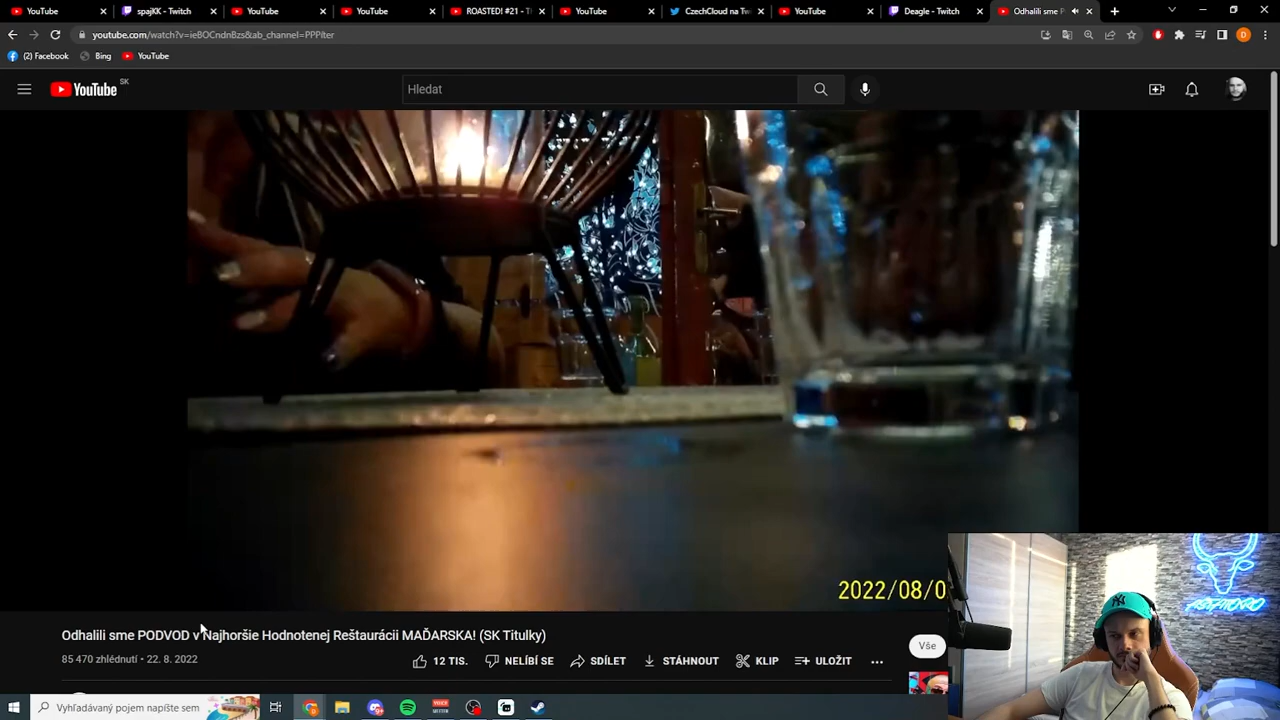 YouTube
spajKK - Twitch
YouTube
YouTube
ROASTED! #21 - T
YouTube
CzechCloud na Tw
YouTube
Deagle - Twitch
Odhalili sme P
youtube.com/watch?v=ieBOCndnBzs&ab_channel=PPPíter
(2) Facebook
Bing
YouTube
YouTube SK
Hledat
2022/08/0
Odhalili sme PODVOD v Najhoršie Hodnotenej Reštaurácii MAĎARSKA! (SK Titulky)
Vše
85 470 zhlédnutí • 22. 8. 2022
12 TIS.
NELÍBÍ SE
SDÍLET
STÁHNOUT
KLIP
ULOŽIT
Vyhľadávaný pojem napíšte sem